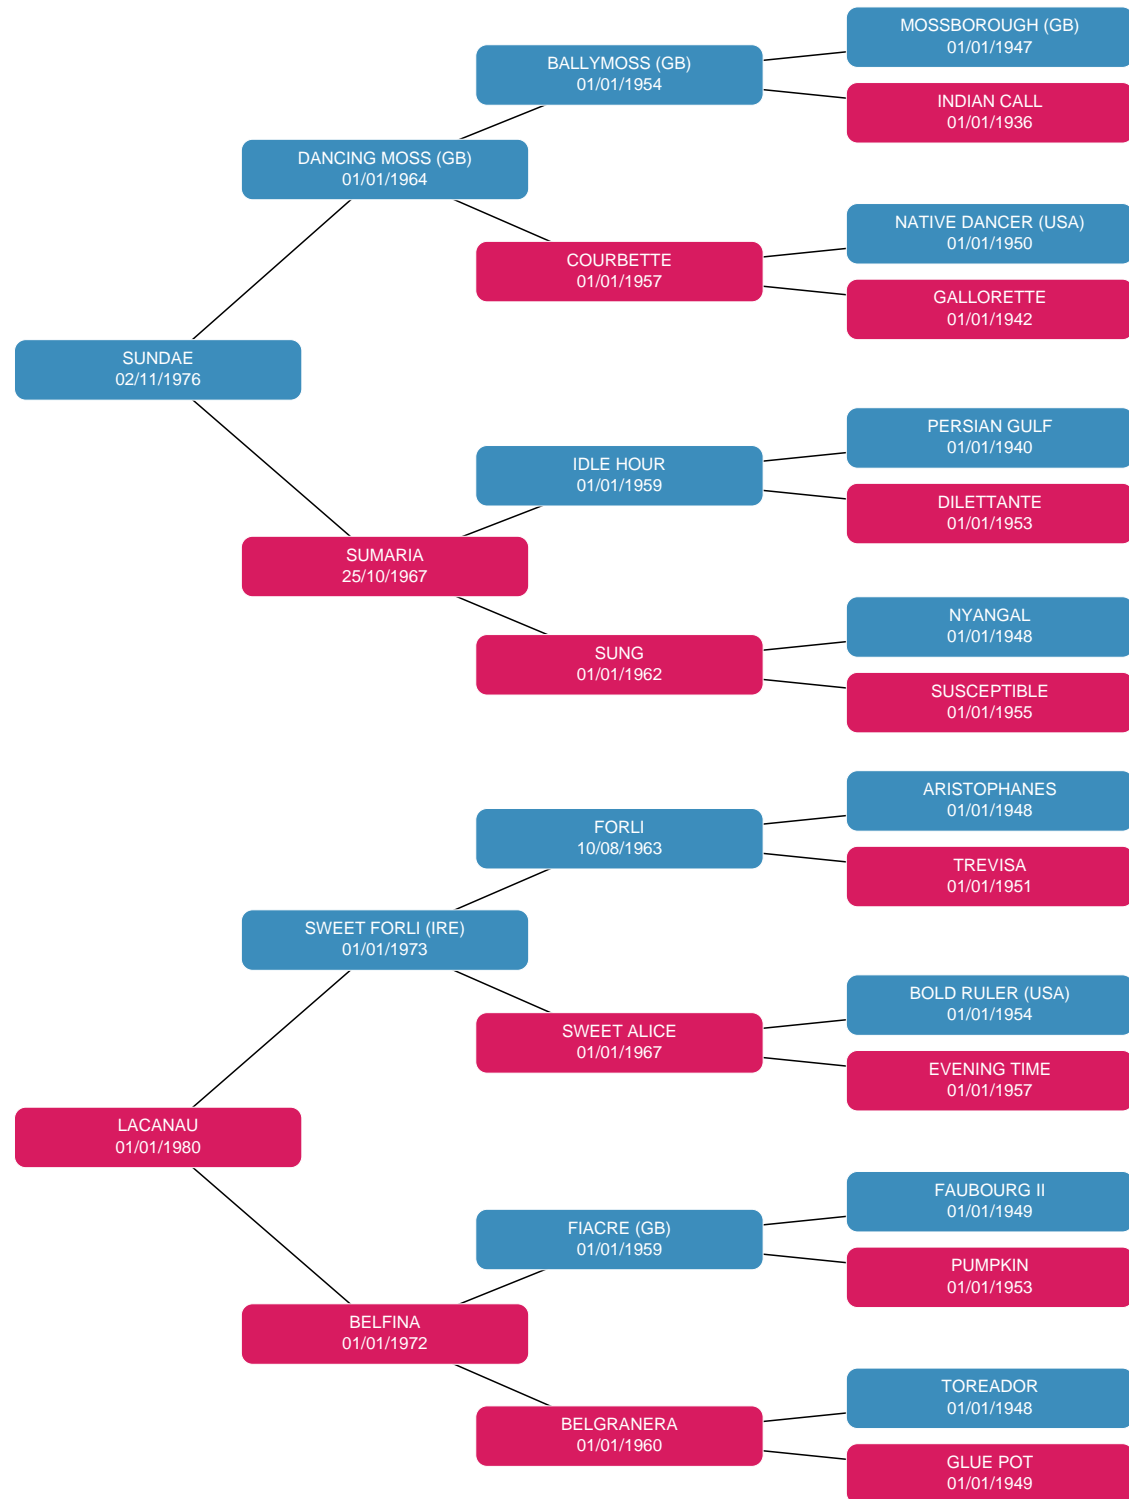 MOSSBOROUGH (GB)
01/01/1947
BALLYMOSS (GB)
01/01/1954
INDIAN CALL
01/01/1936
DANCING MOSS (GB)
01/01/1964
NATIVE DANCER (USA)
01/01/1950
COURBETTE
01/01/1957
GALLORETTE
01/01/1942
SUNDAE
02/11/1976
PERSIAN GULF
01/01/1940
IDLE HOUR
01/01/1959
DILETTANTE
01/01/1953
SUMARIA
25/10/1967
NYANGAL
01/01/1948
SUNG
01/01/1962
SUSCEPTIBLE
01/01/1955
ARISTOPHANES
01/01/1948
FORLI
10/08/1963
TREVISA
01/01/1951
SWEET FORLI (IRE)
01/01/1973
BOLD RULER (USA)
01/01/1954
SWEET ALICE
01/01/1967
EVENING TIME
01/01/1957
LACANAU
01/01/1980
FAUBOURG II
01/01/1949
FIACRE (GB)
01/01/1959
PUMPKIN
01/01/1953
BELFINA
01/01/1972
TOREADOR
01/01/1948
BELGRANERA
01/01/1960
GLUE POT
01/01/1949